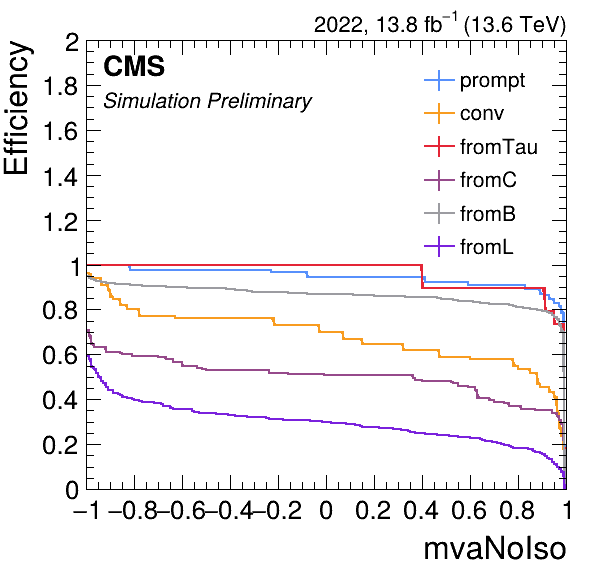 2022, 13.8 fb⁻¹ (13.6 TeV)
Efficiency
2
1.8
1.6
1.4
1.2
1
0.8
0.6
0.4
0.2
0
CMS
Simulation Preliminary
prompt
conv
fromTau
fromC
fromB
fromL
−1 −0.8 −0.6 −0.4 −0.2 0 0.2 0.4 0.6 0.8 1
mvaNoIso